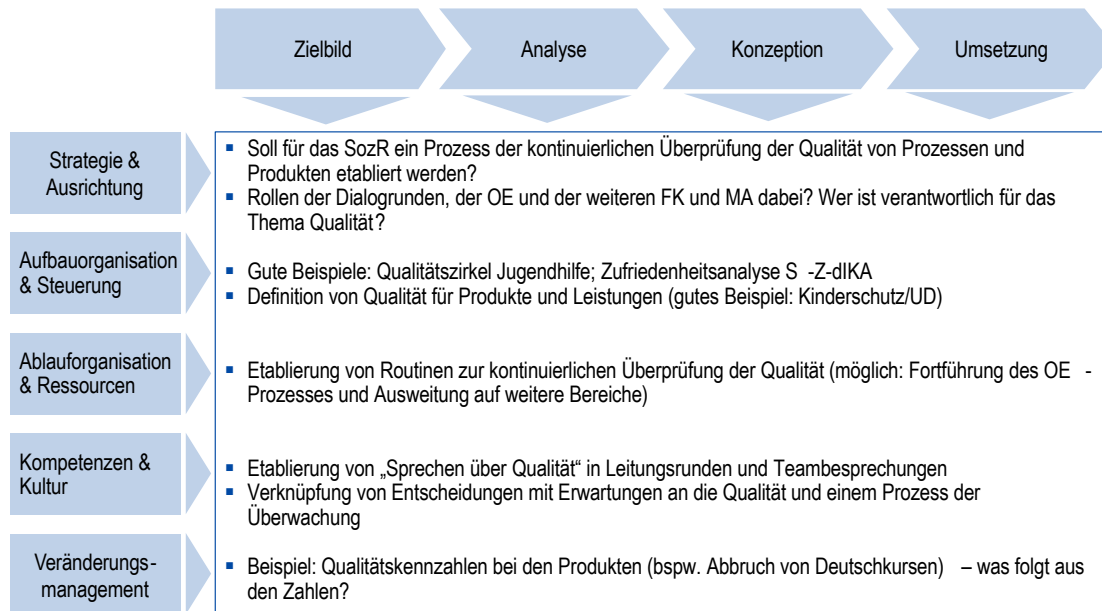 Zielbild
Analyse
Konzeption
Umsetzung
Strategie &
Ausrichtung
▪ Soll für das SozR ein Prozess der kontinuierlichen Überprüfung der Qualität von Prozessen und
Produkten etabliert werden?
▪ Rollen der Dialogrunden, der OE und der weiteren FK und MA dabei? Wer ist verantwortlich für das
Thema Qualität?
Aufbauorganisation
& Steuerung
▪ Gute Beispiele: Qualitätszirkel Jugendhilfe; Zufriedenheitsanalyse S -Z-dIKA
▪ Definition von Qualität für Produkte und Leistungen (gutes Beispiel: Kinderschutz/UD)
Ablauforganisation
& Ressourcen
▪ Etablierung von Routinen zur kontinuierlichen Überprüfung der Qualität (möglich: Fortführung des OE -
Prozesses und Ausweitung auf weitere Bereiche)
Kompetenzen &
Kultur
▪ Etablierung von „Sprechen über Qualität“ in Leitungsrunden und Teambesprechungen
▪ Verknüpfung von Entscheidungen mit Erwartungen an die Qualität und einem Prozess der
Überwachung
Veränderungs-
management
▪ Beispiel: Qualitätskennzahlen bei den Produkten (bspw. Abbruch von Deutschkursen) – was folgt aus
den Zahlen?